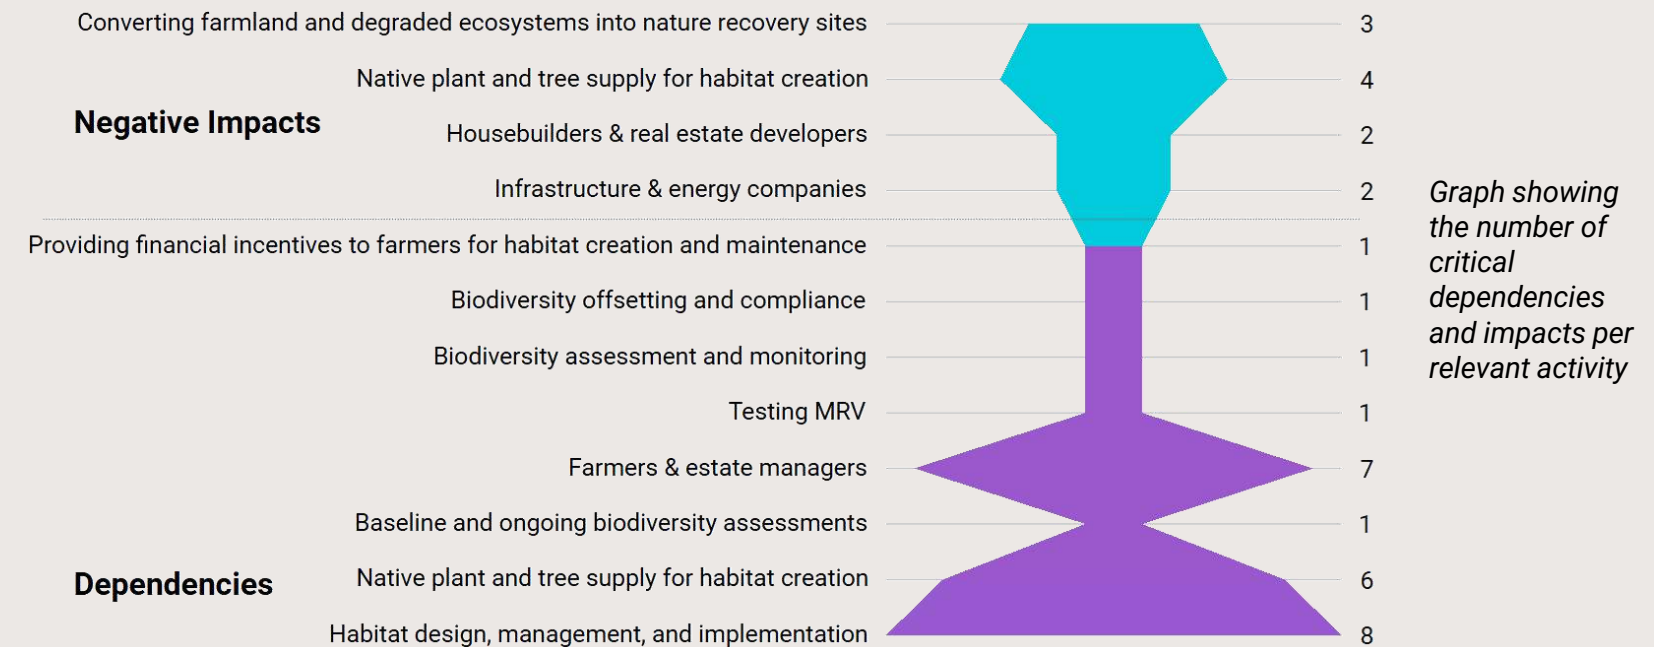 Converting farmland and degraded ecosystems into nature recovery sites 3
Native plant and tree supply for habitat creation 4
Negative Impacts
Housebuilders & real estate developers 2
Infrastructure & energy companies 2
Providing financial incentives to farmers for habitat creation and maintenance 1
Biodiversity offsetting and compliance 1
Biodiversity assessment and monitoring 1
Testing MRV 1
Farmers & estate managers 7
Baseline and ongoing biodiversity assessments 1
Dependencies
Native plant and tree supply for habitat creation 6
Habitat design, management, and implementation 8
Graph showing
the number of
critical
dependencies
and impacts per
relevant activity